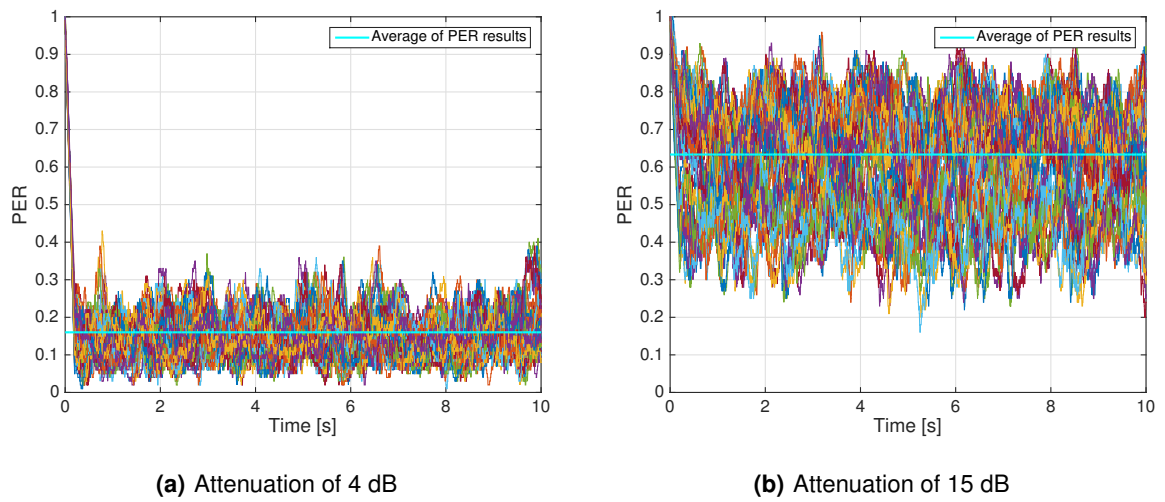 1
0.9
0.8
0.7
0.6
0.5
0.4
0.3
0.2
0.1
0
PER
Average of PER results
0 2 4 6 8 10
Time [s]
(a) Attenuation of 4 dB
1
0.9
0.8
0.7
0.6
0.5
0.4
0.3
0.2
0.1
0
PER
Average of PER results
0 2 4 6 8 10
Time [s]
(b) Attenuation of 15 dB